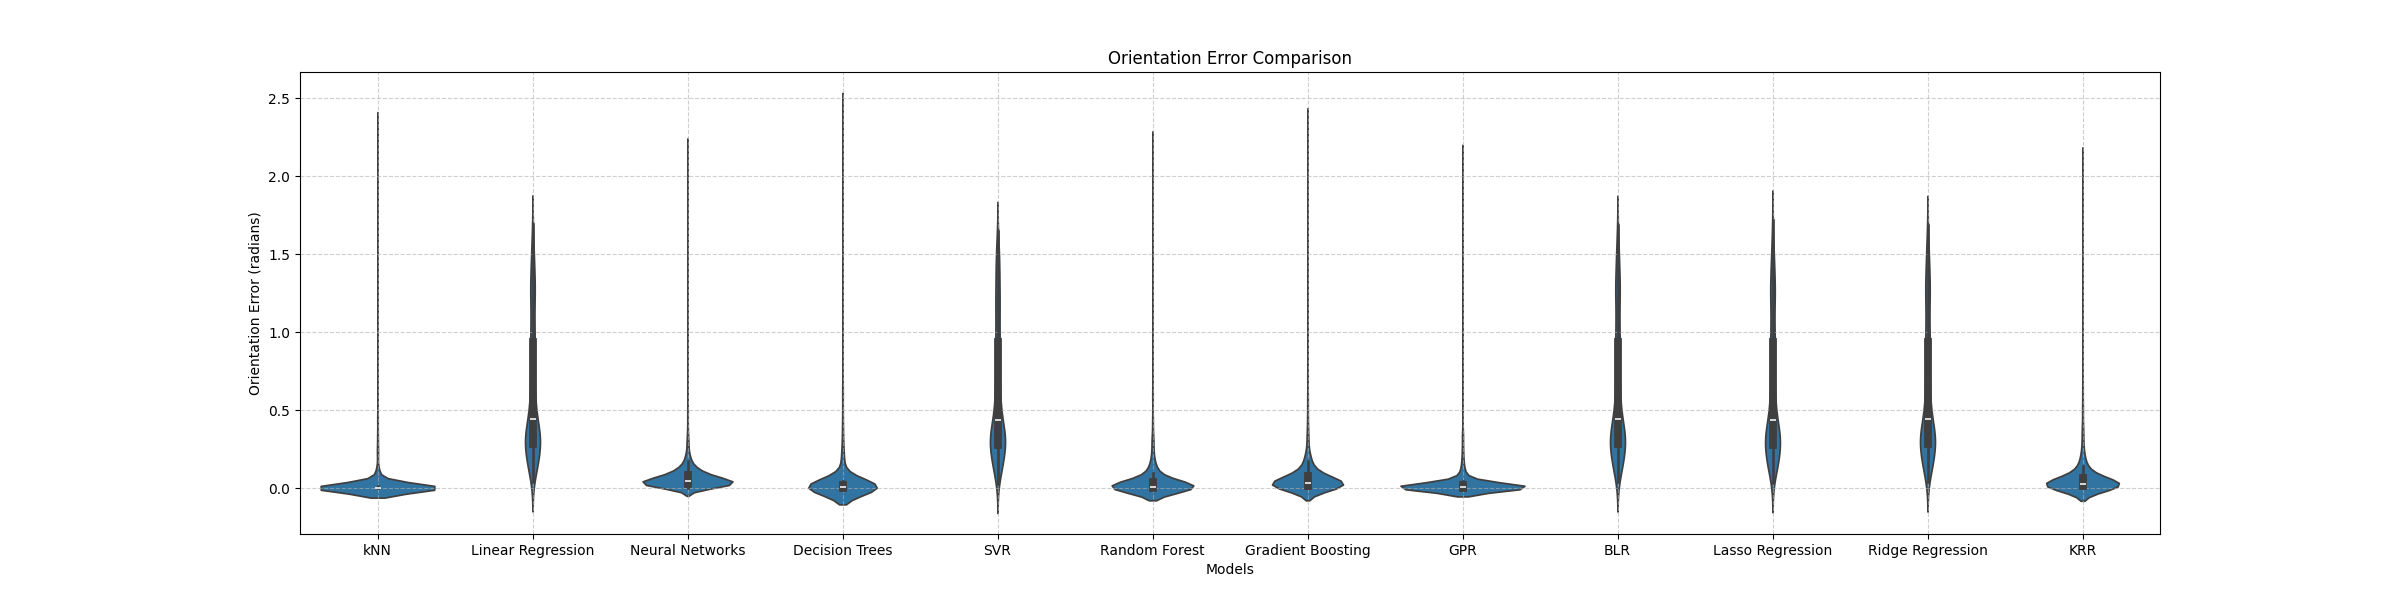 Orientation Error Comparison
Orientation Error (radians)
2.5
2.0
1.5
1.0
0.5
0.0
kNN Linear Regression Neural Networks Decision Trees SVR Random Forest Gradient Boosting GPR BLR Lasso Regression Ridge Regression KRR
Models